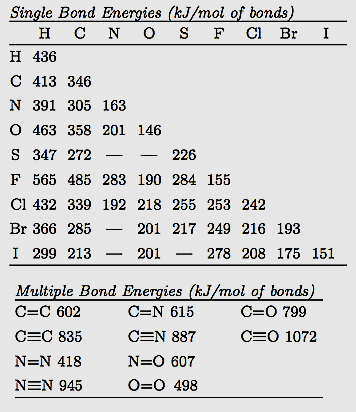 Single Bond Energies (kJ/mol of bonds)
H C N O S F Cl Br I
H 436
C 413 346
N 391 305 163
O 463 358 201 146
S 347 272 — — 226
F 565 485 283 190 284 155
Cl 432 339 192 218 255 253 242
Br 366 285 — 201 217 249 216 193
I 299 213 — 201 — 278 208 175 151
Multiple Bond Energies (kJ/mol of bonds)
C=C 602 C=N 615 C=O 799
C≡C 835 C≡N 887 C≡O 1072
N=N 418 N=O 607
N≡N 945 O=O 498